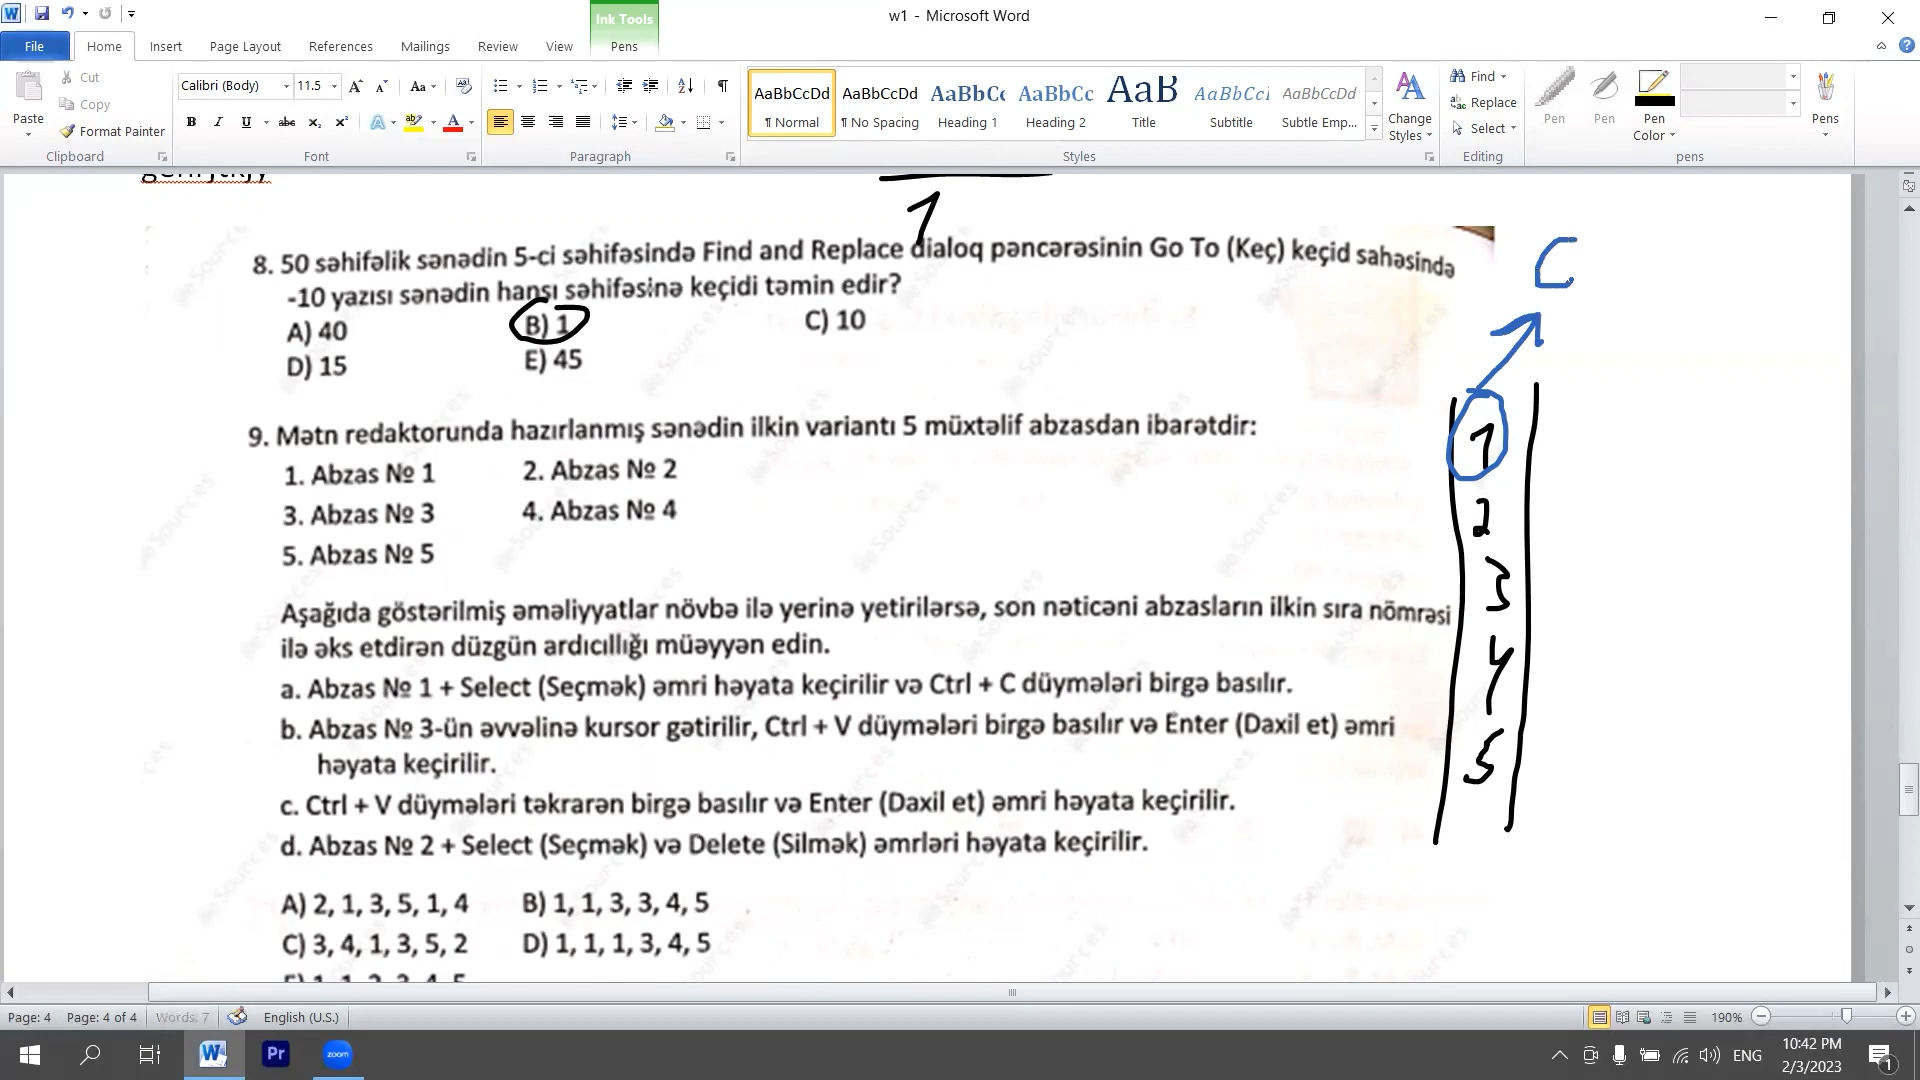 w1 - Microsoft Word
Ink Tools
File Home Insert Page Layout References Mailings Review View Pens
Paste
Cut
Copy
Format Painter
Calibri (Body) 11.5
AaBbCcDd AaBbCcDd AaBbCc AaBbCc AaB AaBbCcI AaBbCcDd
¶ Normal ¶ No Spacing Heading 1 Heading 2 Title Subtitle Subtle Emp...
Change Styles
Find
Replace
Select
Pen Pen Pen Color Pens
Clipboard Font Paragraph Styles Editing pens
1
8. 50 səhifəlik sənədin 5-ci səhifəsində Find and Replace dialoq pəncərəsinin Go To (Keç) keçid sahəsində
-10 yazısı sənədin hansı səhifəsinə keçidi təmin edir?
A) 40 B) 1 C) 10
D) 15 E) 45
C
9. Mətn redaktorunda hazırlanmış sənədin ilkin variantı 5 müxtəlif abzasdan ibarətdir:
1. Abzas № 1 2. Abzas № 2
3. Abzas № 3 4. Abzas № 4
5. Abzas № 5
Aşağıda göstərilmiş əməliyyatlar növbə ilə yerinə yetirilərsə, son nəticəni abzasların ilkin sıra nömrəsi
ilə əks etdirən düzgün ardıcıllığı müəyyən edin.
a. Abzas № 1 + Select (Seçmək) əmri həyata keçirilir və Ctrl + C düymələri birgə basılır.
b. Abzas № 3-ün əvvəlinə kursor gətirilir, Ctrl + V düymələri birgə basılır və Enter (Daxil et) əmri
həyata keçirilir.
c. Ctrl + V düymələri təkrarən birgə basılır və Enter (Daxil et) əmri həyata keçirilir.
d. Abzas № 2 + Select (Seçmək) və Delete (Silmək) əmrləri həyata keçirilir.
A) 2, 1, 3, 5, 1, 4 B) 1, 1, 3, 3, 4, 5
C) 3, 4, 1, 3, 5, 2 D) 1, 1, 1, 3, 4, 5
1
2
3
4
5
Page: 4 Page: 4 of 4 Words: 7 English (U.S.) 190%
W Pr zoom
ENG
10:42 PM
2/3/2023
1